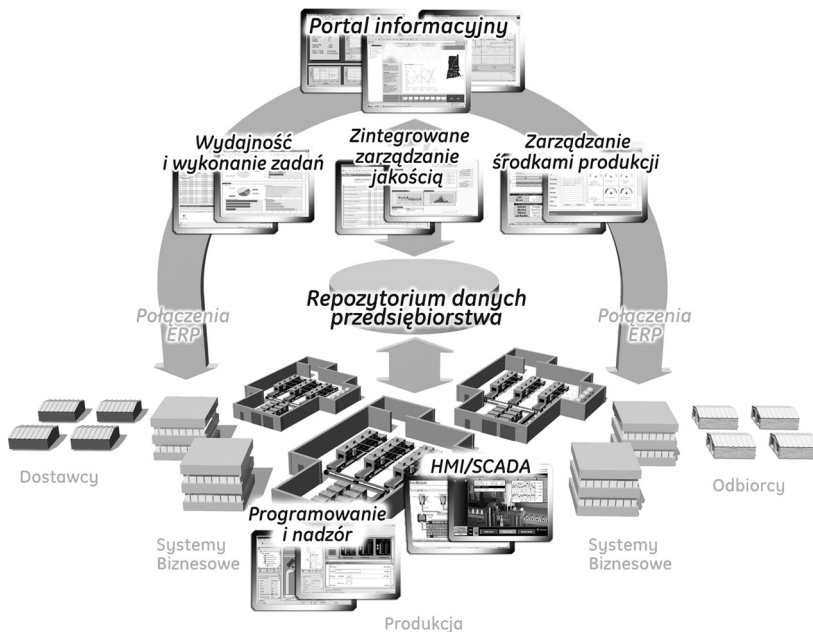 Portal informacyjny
Wydajność
i wykonanie zadań
Zintegrowane
zarządzanie
jakością
Zarządzanie
środkami produkcji
Repozytorium danych
przedsiębiorstwa
Połączenia
ERP
Połączenia
ERP
Dostawcy
Systemy
Biznesowe
HMI/SCADA
Programowanie
i nadzór
Produkcja
Systemy
Biznesowe
Odbiorcy